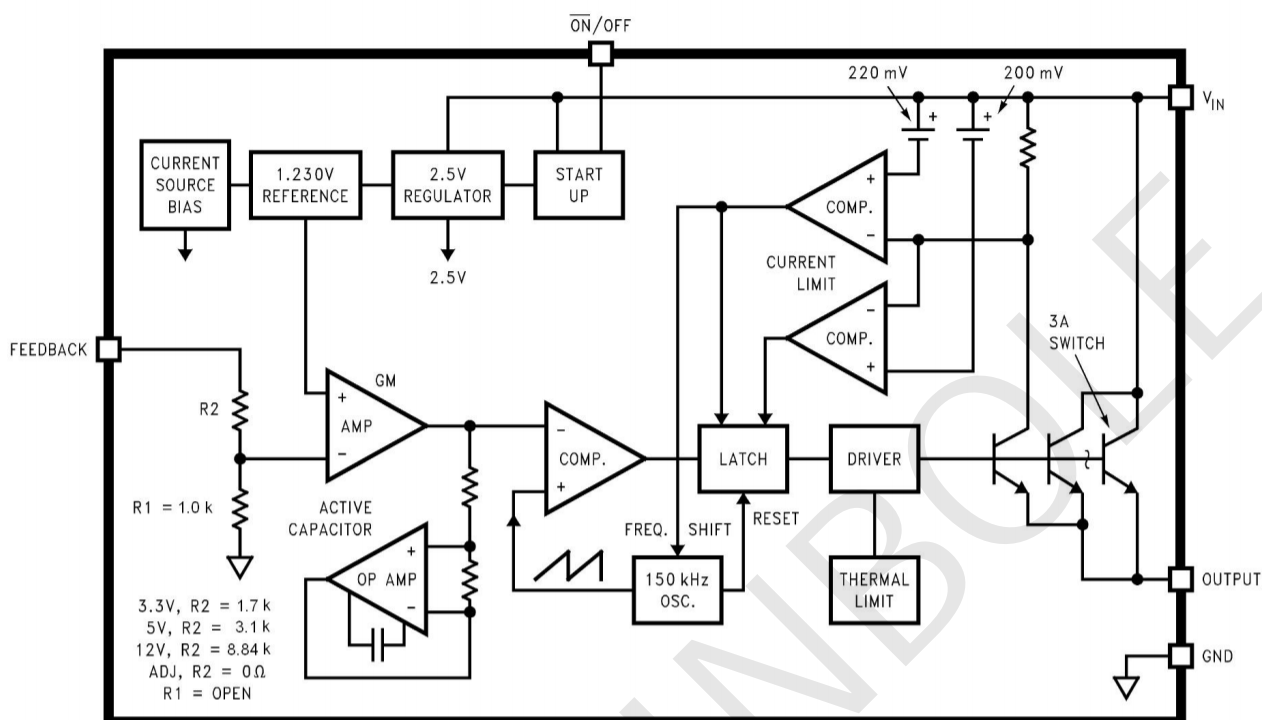 ON/OFF
220 mV
200 mV
+
+
VIN
CURRENT
SOURCE
BIAS
1.230V
REFERENCE
2.5V
REGULATOR
START
UP
2.5V
+
COMP.
−
CURRENT
LIMIT
−
COMP.
+
3A
SWITCH
FEEDBACK
R2
R1 = 1.0 k
GM
+
AMP
−
−
COMP.
+
LATCH
DRIVER
ACTIVE
CAPACITOR
+
OP AMP
−
FREQ. SHIFT
RESET
150 kHz
OSC.
THERMAL
LIMIT
OUTPUT
GND
3.3V, R2 = 1.7 k
5V, R2 = 3.1 k
12V, R2 = 8.84 k
ADJ, R2 = 0Ω
R1 = OPEN